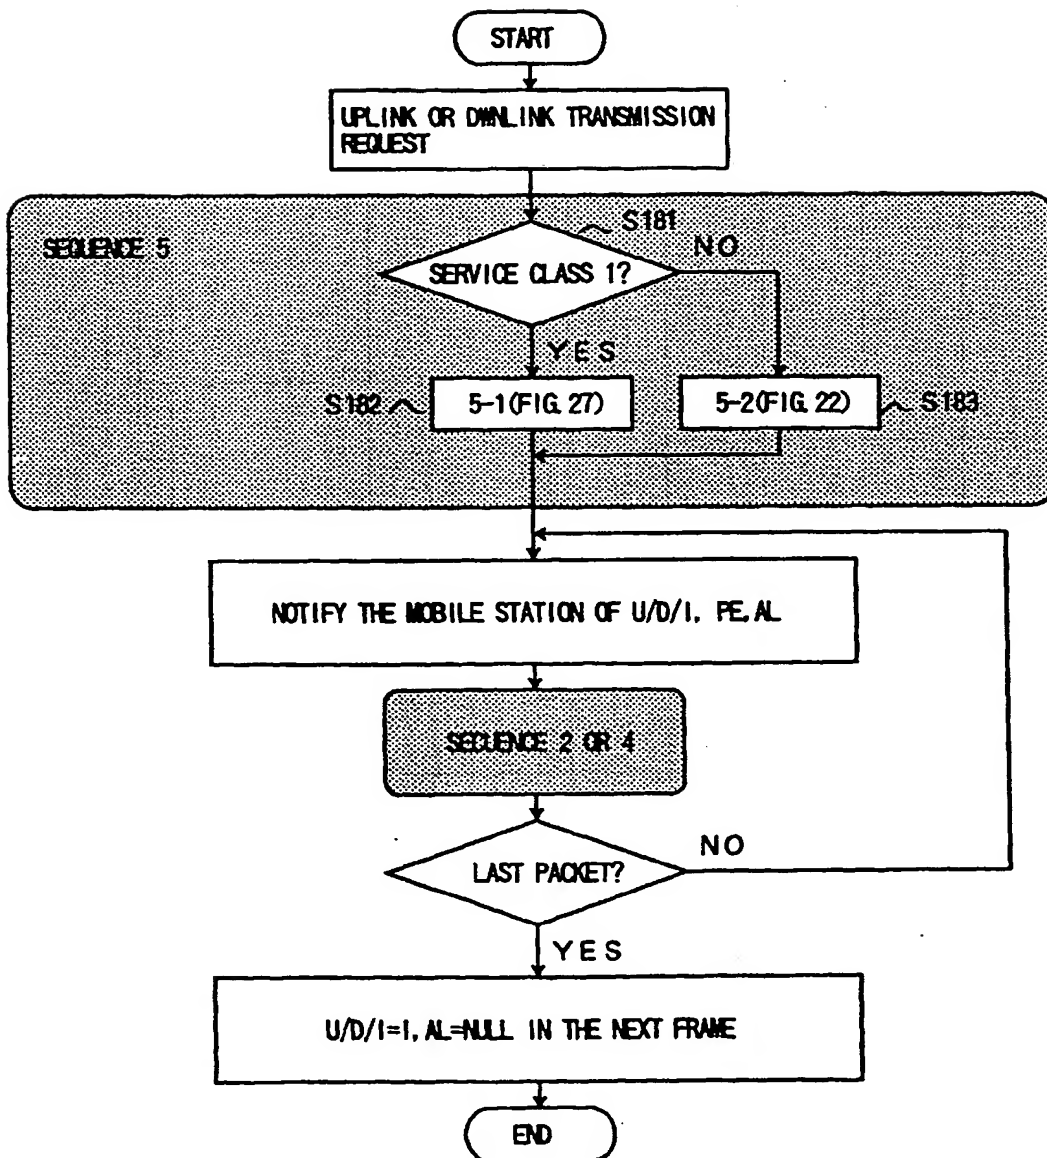 START
UPLINK OR DWNLINK TRANSMISSION
REQUEST
SEQUENCE 5
S181
SERVICE CLASS 1?
NO
YES
S182
5-1(FIG. 27)
5-2(FIG. 22)
S183
NOTIFY THE MOBILE STATION OF U/D/I, PE, AL
SEQUENCE 2 OR 4
LAST PACKET?
NO
YES
U/D/I=I, AL=NULL IN THE NEXT FRAME
END